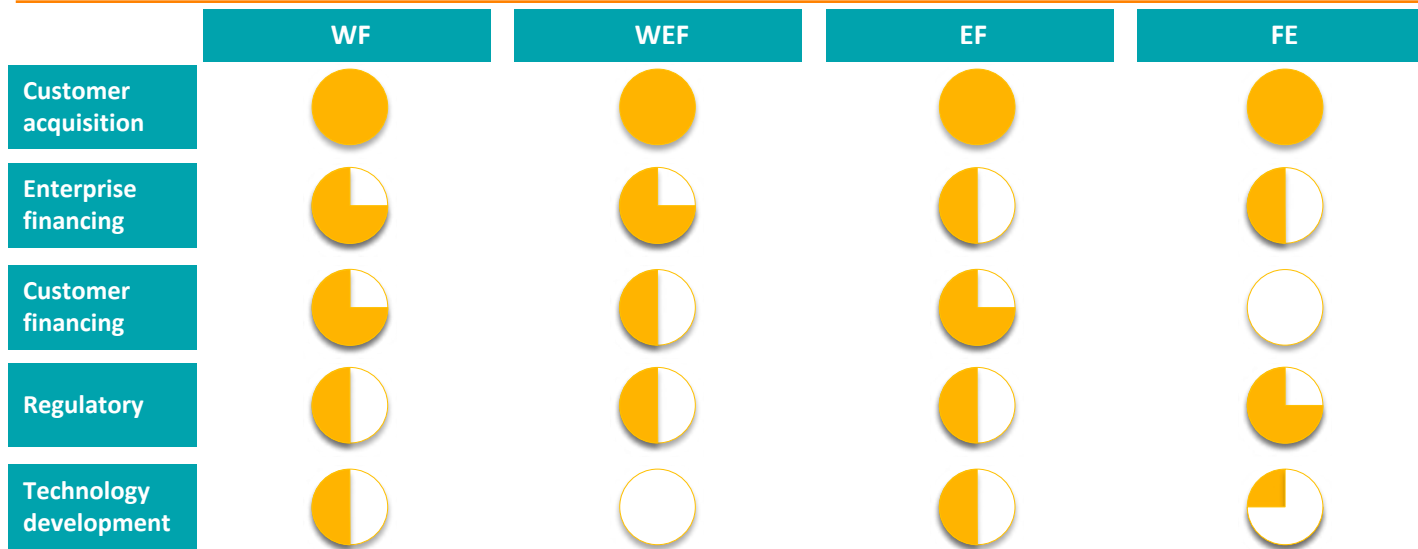 WF WEF EF FE
Customer
acquisition
Enterprise
financing
Customer
financing
Regulatory
Technology
development